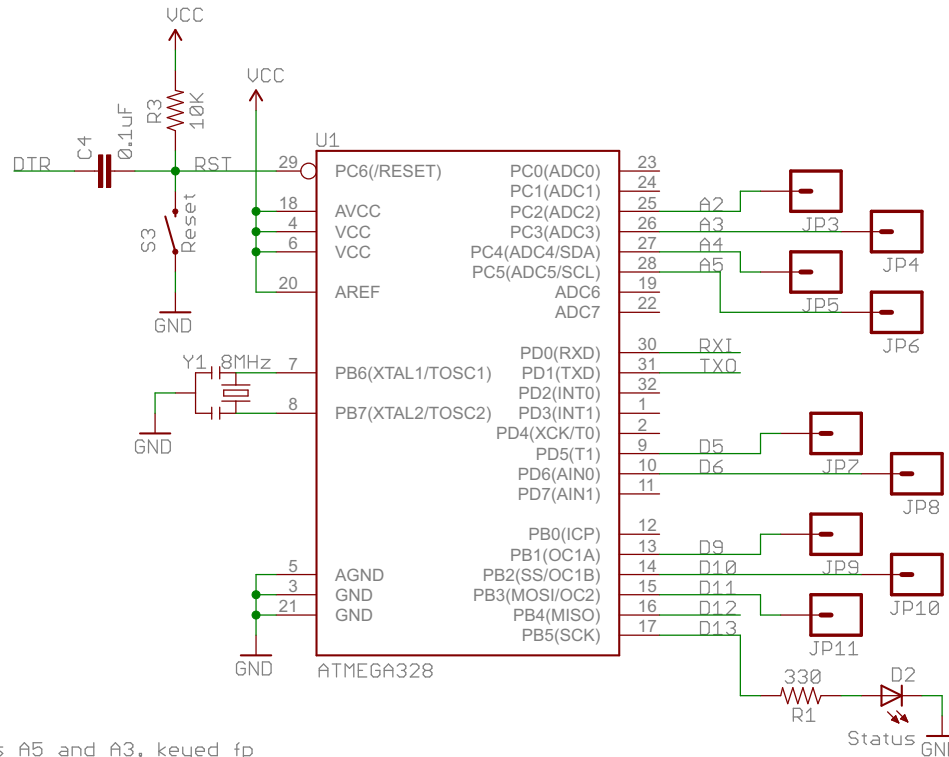 VCC
VCC
R3
10K
C4
0.1uF
DTR
RST
S3
Reset
GND
U1
29 PC6(/RESET)
18 AVCC
4 VCC
6 VCC
20 AREF
Y1 8MHz
7 PB6(XTAL1/TOSC1)
8 PB7(XTAL2/TOSC2)
GND
5 AGND
3 GND
21 GND
GND
PC0(ADC0) 23
PC1(ADC1) 24
PC2(ADC2) 25 A2
PC3(ADC3) 26 A3
PC4(ADC4/SDA) 27 A4
PC5(ADC5/SCL) 28 A5
ADC6 19
ADC7 22
JP3
JP4
JP5
JP6
PD0(RXD) 30 RXI
PD1(TXD) 31 TXO
PD2(INT0) 32
PD3(INT1) 1
PD4(XCK/T0) 2
PD5(T1) 9 D5
PD6(AIN0) 10 D6
PD7(AIN1) 11
JP7
JP8
PB0(ICP) 12
PB1(OC1A) 13 D9
PB2(SS/OC1B) 14 D10
PB3(MOSI/OC2) 15 D11
PB4(MISO) 16 D12
PB5(SCK) 17 D13
JP9
JP10
JP11
ATMEGA328
330
R1
D2
Status
GND
s A5 and A3, keyed fp